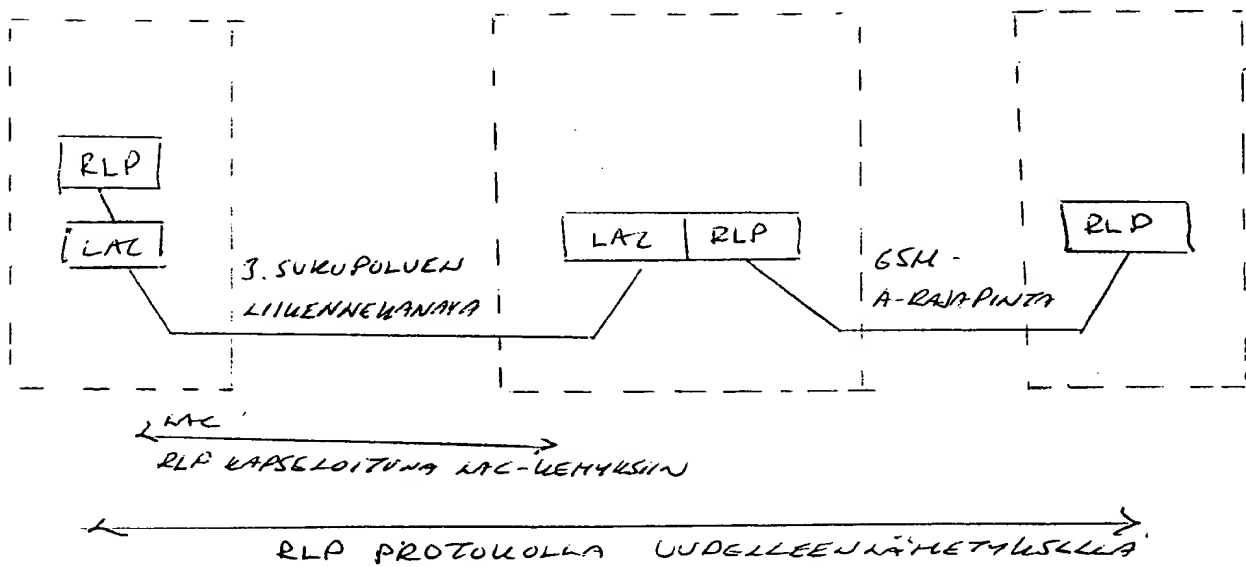 RLP
LAC
LAC RLP
RLP
3. SUKUPOLVEN
LIIKENNEKANAVA
GSM-
A-RAJAPINTA
LAC
RLP KAPSELOITUNA LAC-KEHYKSIIN
RLP PROTOKOLLA UUDELLEENLÄHETYKSELLÄ